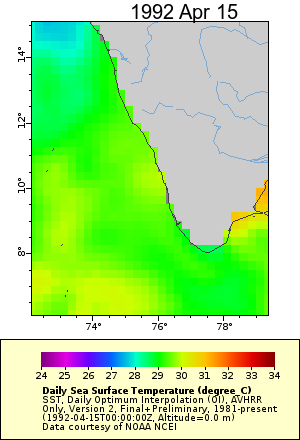 1992 Apr 15
14°
12°
10°
8°
74° 76° 78°
24 25 26 27 28 29 30 31 32 33 34
Daily Sea Surface Temperature (degree_C)
SST, Daily Optimum Interpolation (OI), AVHRR
Only, Version 2, Final+Preliminary, 1981-present
(1992-04-15T00:00:00Z, Altitude=0.0 m)
Data courtesy of NOAA NCEI